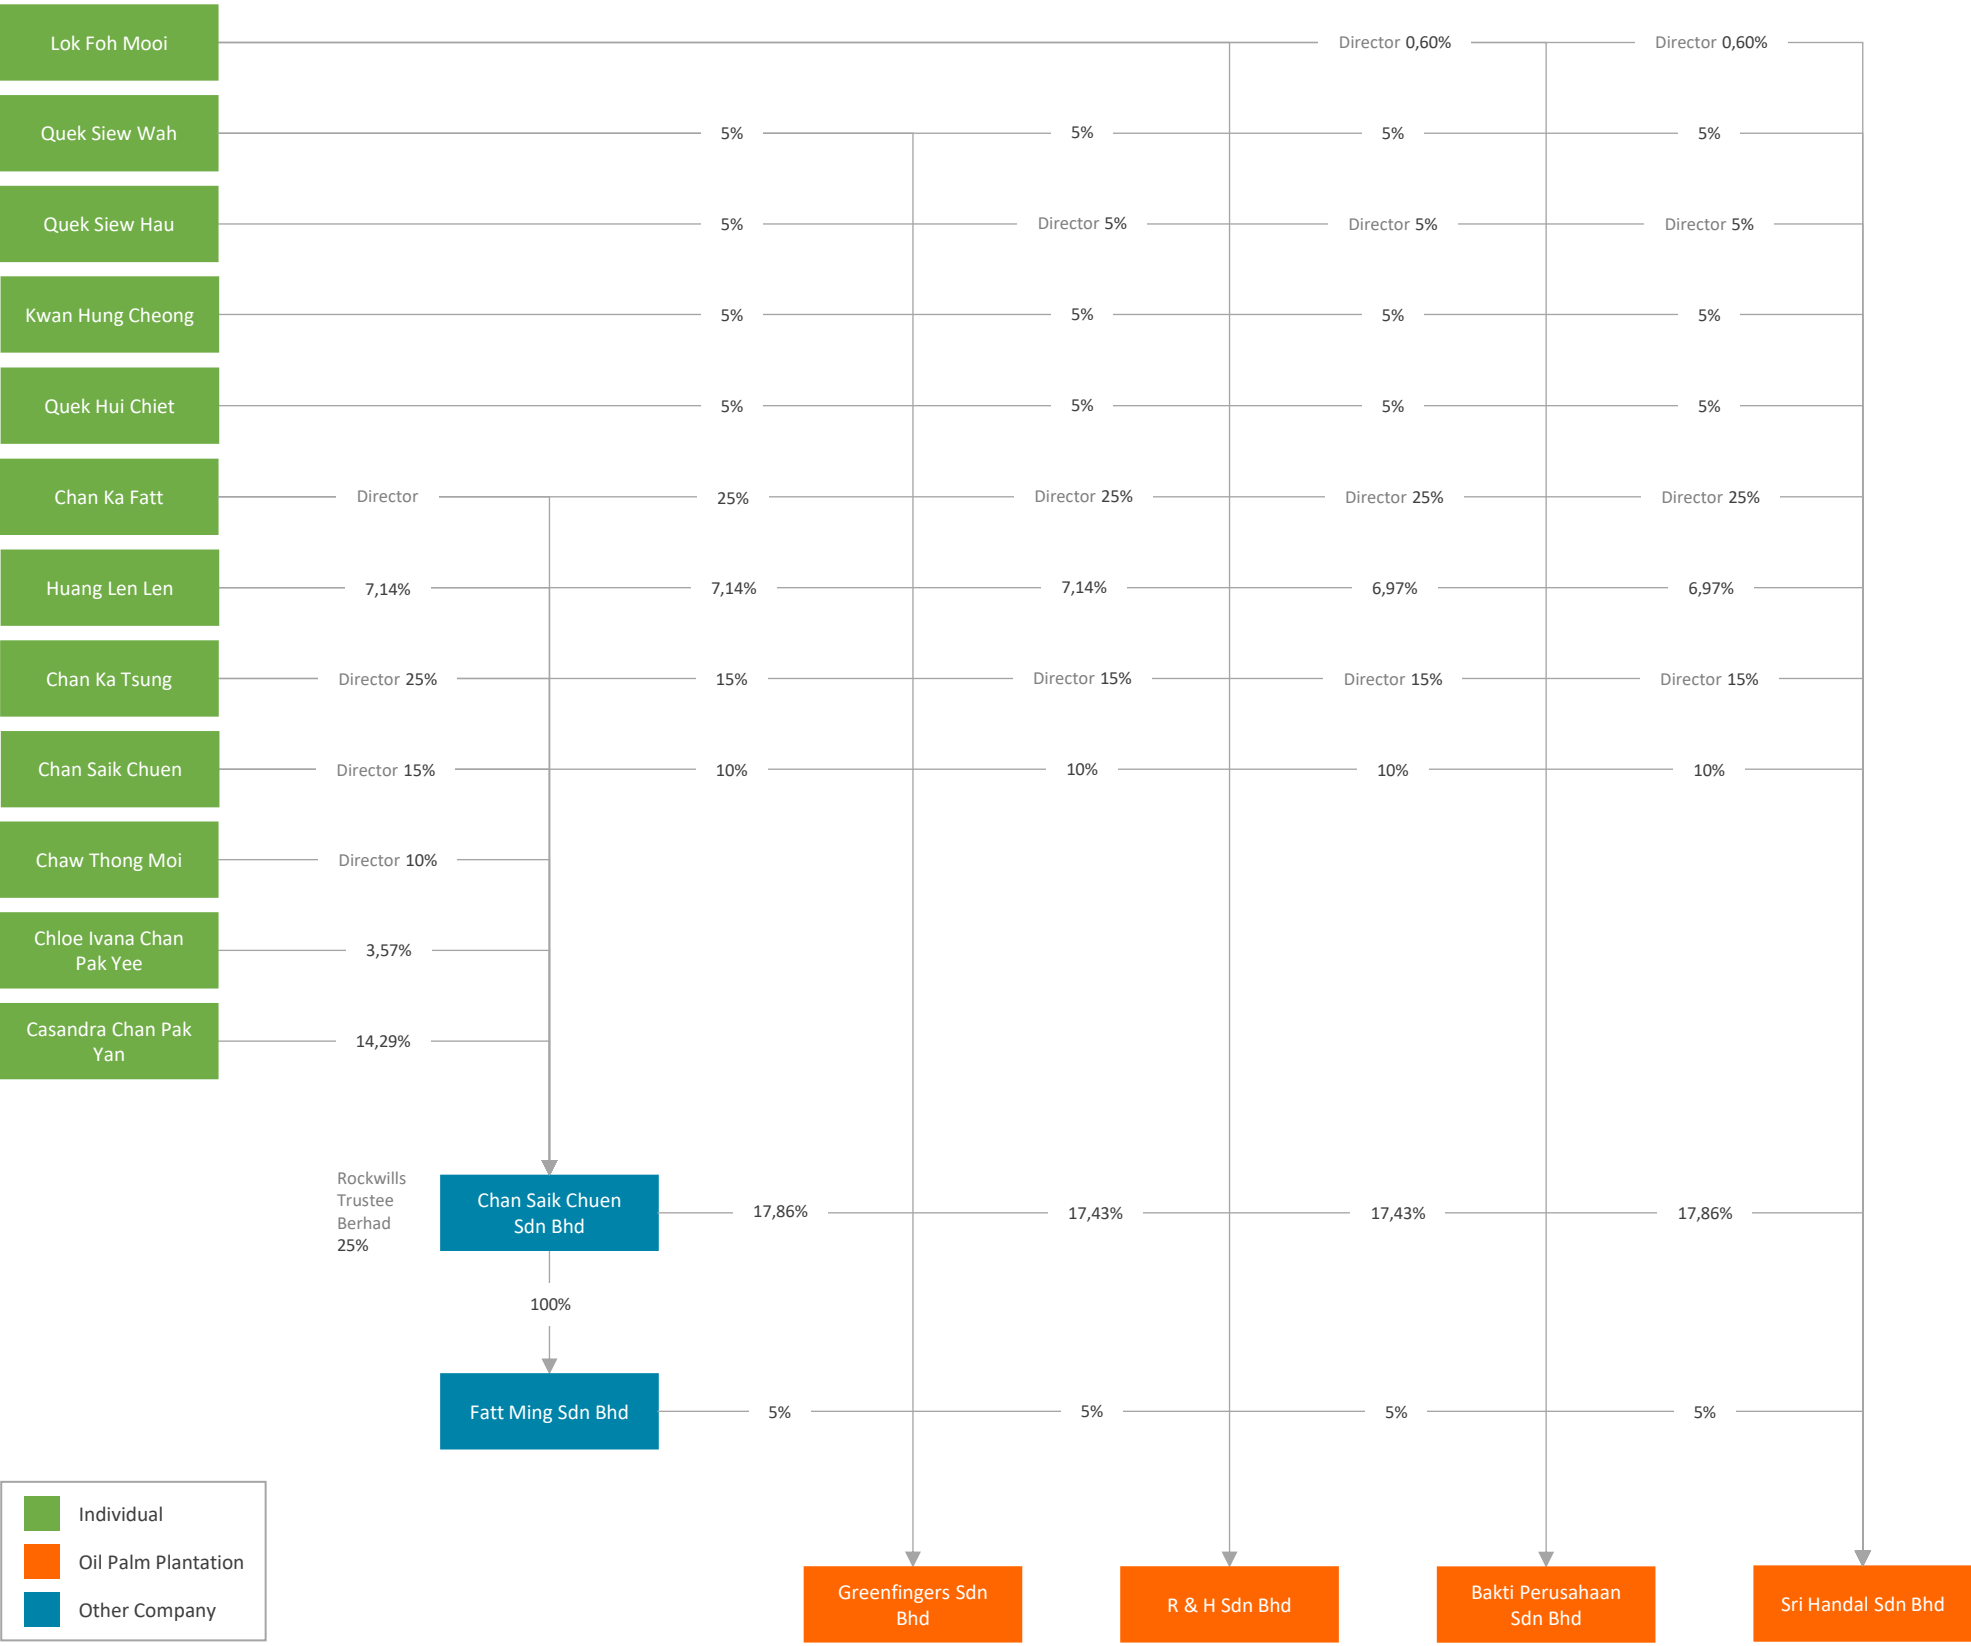 Lok Foh Mooi
Director 0,60%
Director 0,60%
Quek Siew Wah
5%
5%
5%
5%
Quek Siew Hau
5%
Director 5%
Director 5%
Director 5%
Kwan Hung Cheong
5%
5%
5%
5%
Quek Hui Chiet
5%
5%
5%
5%
Chan Ka Fatt
Director
25%
Director 25%
Director 25%
Director 25%
Huang Len Len
7,14%
7,14%
7,14%
6,97%
6,97%
Chan Ka Tsung
Director 25%
15%
Director 15%
Director 15%
Director 15%
Chan Saik Chuen
Director 15%
10%
10%
10%
10%
Chaw Thong Moi
Director 10%
Chloe Ivana Chan
Pak Yee
3,57%
Casandra Chan Pak
Yan
14,29%
Rockwills
Trustee
Berhad
25%
Chan Saik Chuen
Sdn Bhd
17,86%
17,43%
17,43%
17,86%
100%
Fatt Ming Sdn Bhd
5%
5%
5%
5%
Individual
Oil Palm Plantation
Other Company
Greenfingers Sdn
Bhd
R & H Sdn Bhd
Bakti Perusahaan
Sdn Bhd
Sri Handal Sdn Bhd